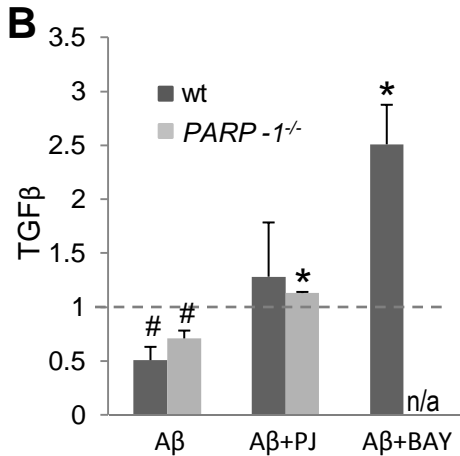 B
3.5
3
2.5
2
1.5
1
0.5
0
TGFβ
wt
PARP -1-/-
# #
*
*
n/a
Aβ Aβ+PJ Aβ+BAY